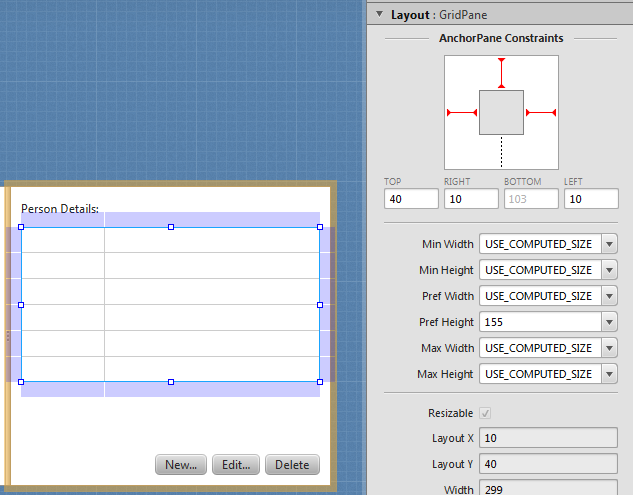 Layout : GridPane
AnchorPane Constraints
TOP RIGHT BOTTOM LEFT
40 10 103 10
Person Details:
Min Width USE_COMPUTED_SIZE
Min Height USE_COMPUTED_SIZE
Pref Width USE_COMPUTED_SIZE
Pref Height 155
Max Width USE_COMPUTED_SIZE
Max Height USE_COMPUTED_SIZE
Resizable
Layout X 10
New... Edit... Delete
Layout Y 40
Width 299